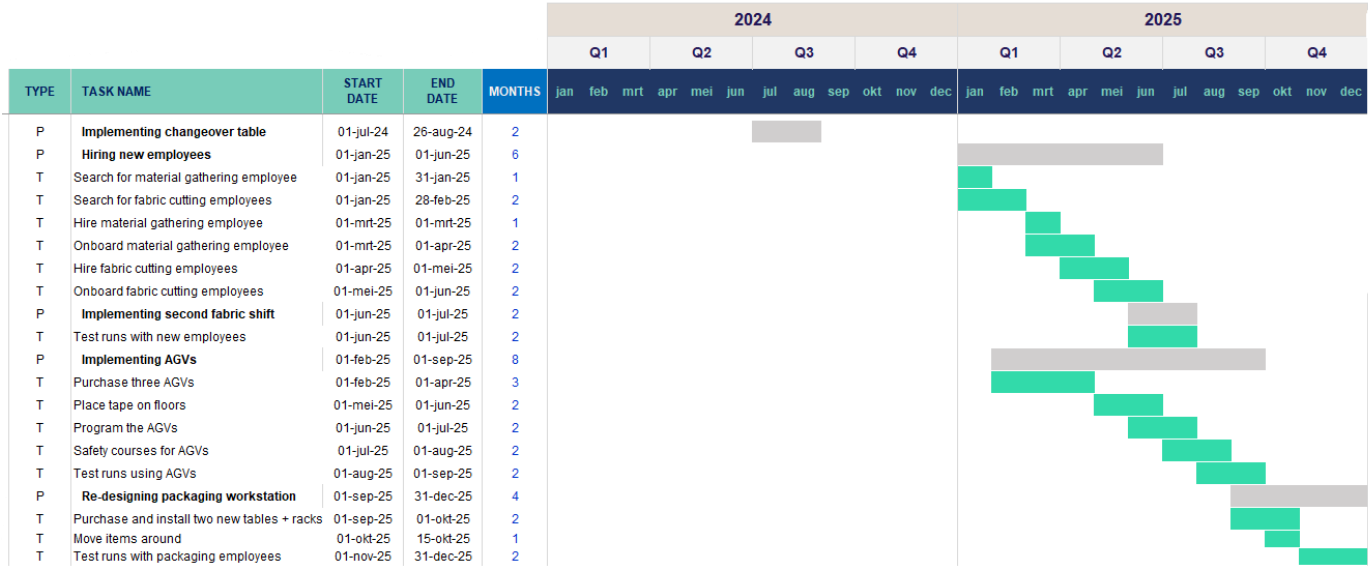 2024 2025
Q1 Q2 Q3 Q4 Q1 Q2 Q3 Q4
TYPE TASK NAME START DATE END DATE MONTHS jan feb mrt apr mei jun jul aug sep okt nov dec jan feb mrt apr mei jun jul aug sep okt nov dec
P Implementing changeover table 01-jul-24 26-aug-24 2
P Hiring new employees 01-jan-25 01-jun-25 6
T Search for material gathering employee 01-jan-25 31-jan-25 1
T Search for fabric cutting employees 01-jan-25 28-feb-25 2
T Hire material gathering employee 01-mrt-25 01-mrt-25 1
T Onboard material gathering employee 01-mrt-25 01-apr-25 2
T Hire fabric cutting employees 01-apr-25 01-mei-25 2
T Onboard fabric cutting employees 01-mei-25 01-jun-25 2
P Implementing second fabric shift 01-jun-25 01-jul-25 2
T Test runs with new employees 01-jun-25 01-jul-25 2
P Implementing AGVs 01-feb-25 01-sep-25 8
T Purchase three AGVs 01-feb-25 01-apr-25 3
T Place tape on floors 01-mei-25 01-jun-25 2
T Program the AGVs 01-jun-25 01-jul-25 2
T Safety courses for AGVs 01-jul-25 01-aug-25 2
T Test runs using AGVs 01-aug-25 01-sep-25 2
P Re-designing packaging workstation 01-sep-25 31-dec-25 4
T Purchase and install two new tables + racks 01-sep-25 01-okt-25 2
T Move items around 01-okt-25 15-okt-25 1
T Test runs with packaging employees 01-nov-25 31-dec-25 2